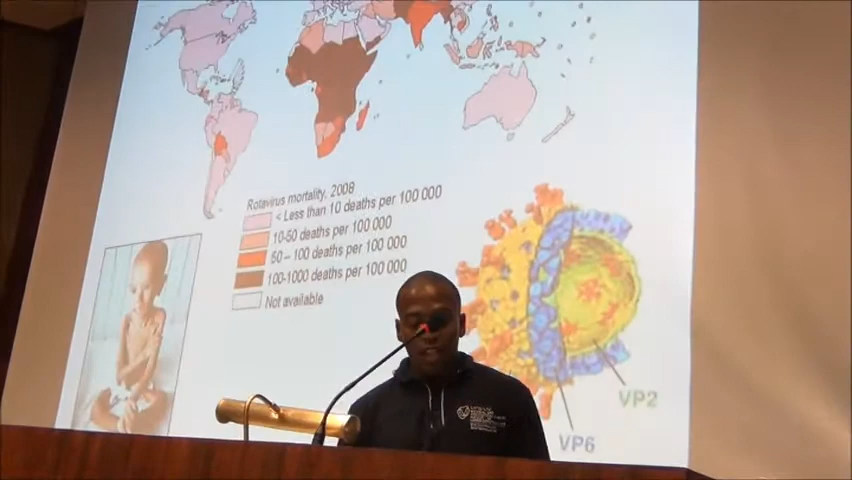 Rotavirus mortality, 2008
< Less than 10 deaths per 100 000
10-50 deaths per 100 000
50– 100 deaths per 100 000
100-1000 deaths per 100 000
Not available
VP2
VP6